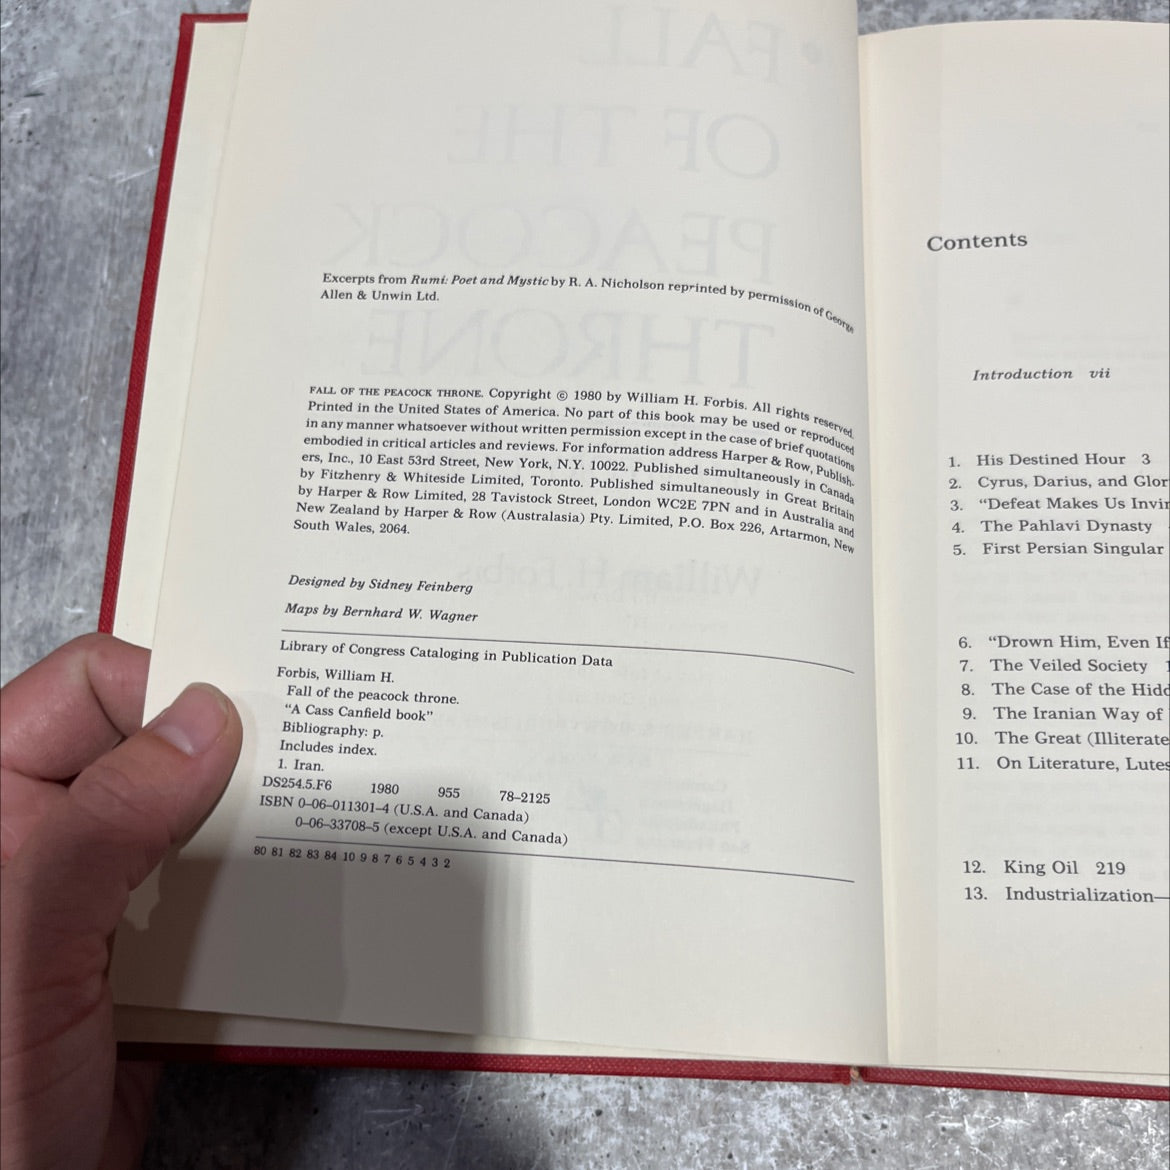 Excerpts from Rumi: Poet and Mystic by R. A. Nicholson reprinted by permission of George
Allen & Unwin Ltd.
FALL OF THE PEACOCK THRONE. Copyright © 1980 by William H. Forbis. All rights reserved.
Printed in the United States of America. No part of this book may be used or reproduced
in any manner whatsoever without written permission except in the case of brief quotations
embodied in critical articles and reviews. For information address Harper & Row, Publish-
ers, Inc., 10 East 53rd Street, New York, N.Y. 10022. Published simultaneously in Canada
by Fitzhenry & Whiteside Limited, Toronto. Published simultaneously in Great Britain
by Harper & Row Limited, 28 Tavistock Street, London WC2E 7PN and in Australia and
New Zealand by Harper & Row (Australasia) Pty. Limited, P.O. Box 226, Artarmon, New
South Wales, 2064.
Designed by Sidney Feinberg
Maps by Bernhard W. Wagner
Library of Congress Cataloging in Publication Data
Forbis, William H.
Fall of the peacock throne.
"A Cass Canfield book"
Bibliography: p.
Includes index.
1. Iran.
DS254.5.F6 1980 955 78–2125
ISBN 0–06–011301–4 (U.S.A. and Canada)
0–06–33708–5 (except U.S.A. and Canada)
80 81 82 83 84 10 9 8 7 6 5 4 3 2
Contents
Introduction vii
1. His Destined Hour 3
2. Cyrus, Darius, and Glor
3. "Defeat Makes Us Invin
4. The Pahlavi Dynasty
5. First Persian Singular
6. "Drown Him, Even If
7. The Veiled Society 1
8. The Case of the Hidd
9. The Iranian Way of
10. The Great (Illiterate
11. On Literature, Lutes
12. King Oil 219
13. Industrialization—